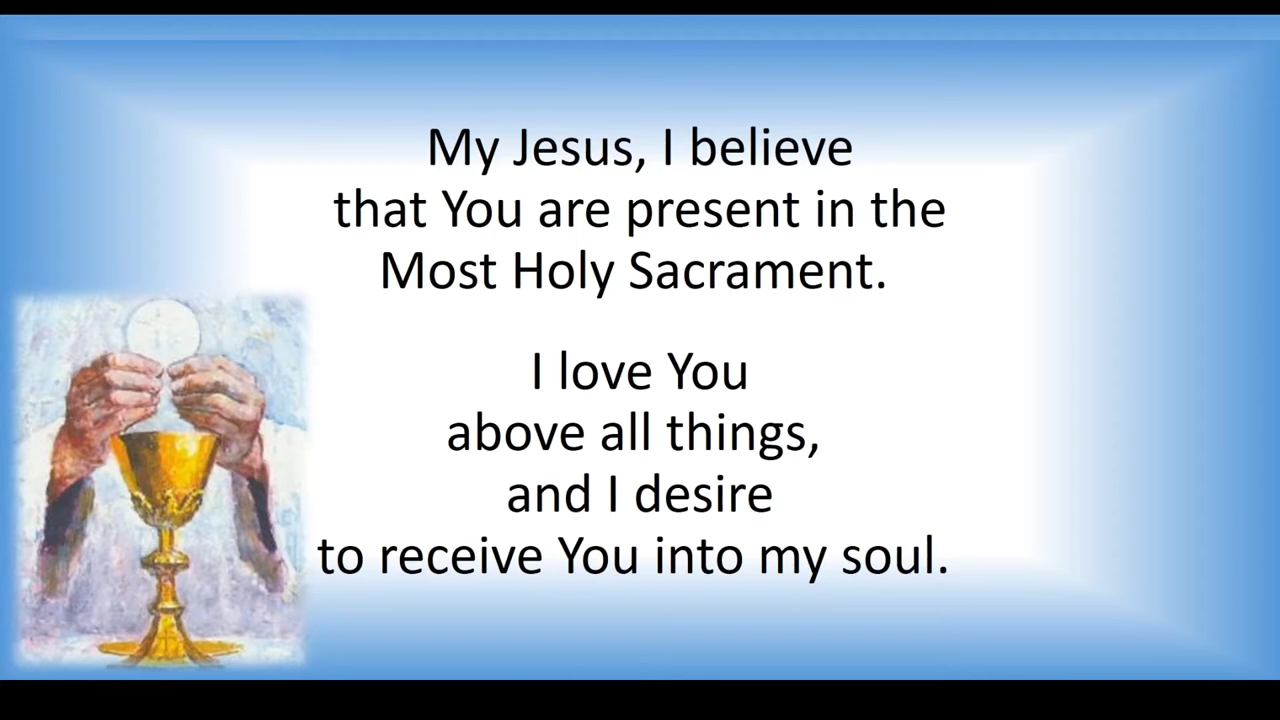 My Jesus, I believe
that You are present in the
Most Holy Sacrament.
I love You
above all things,
and I desire
to receive You into my soul.